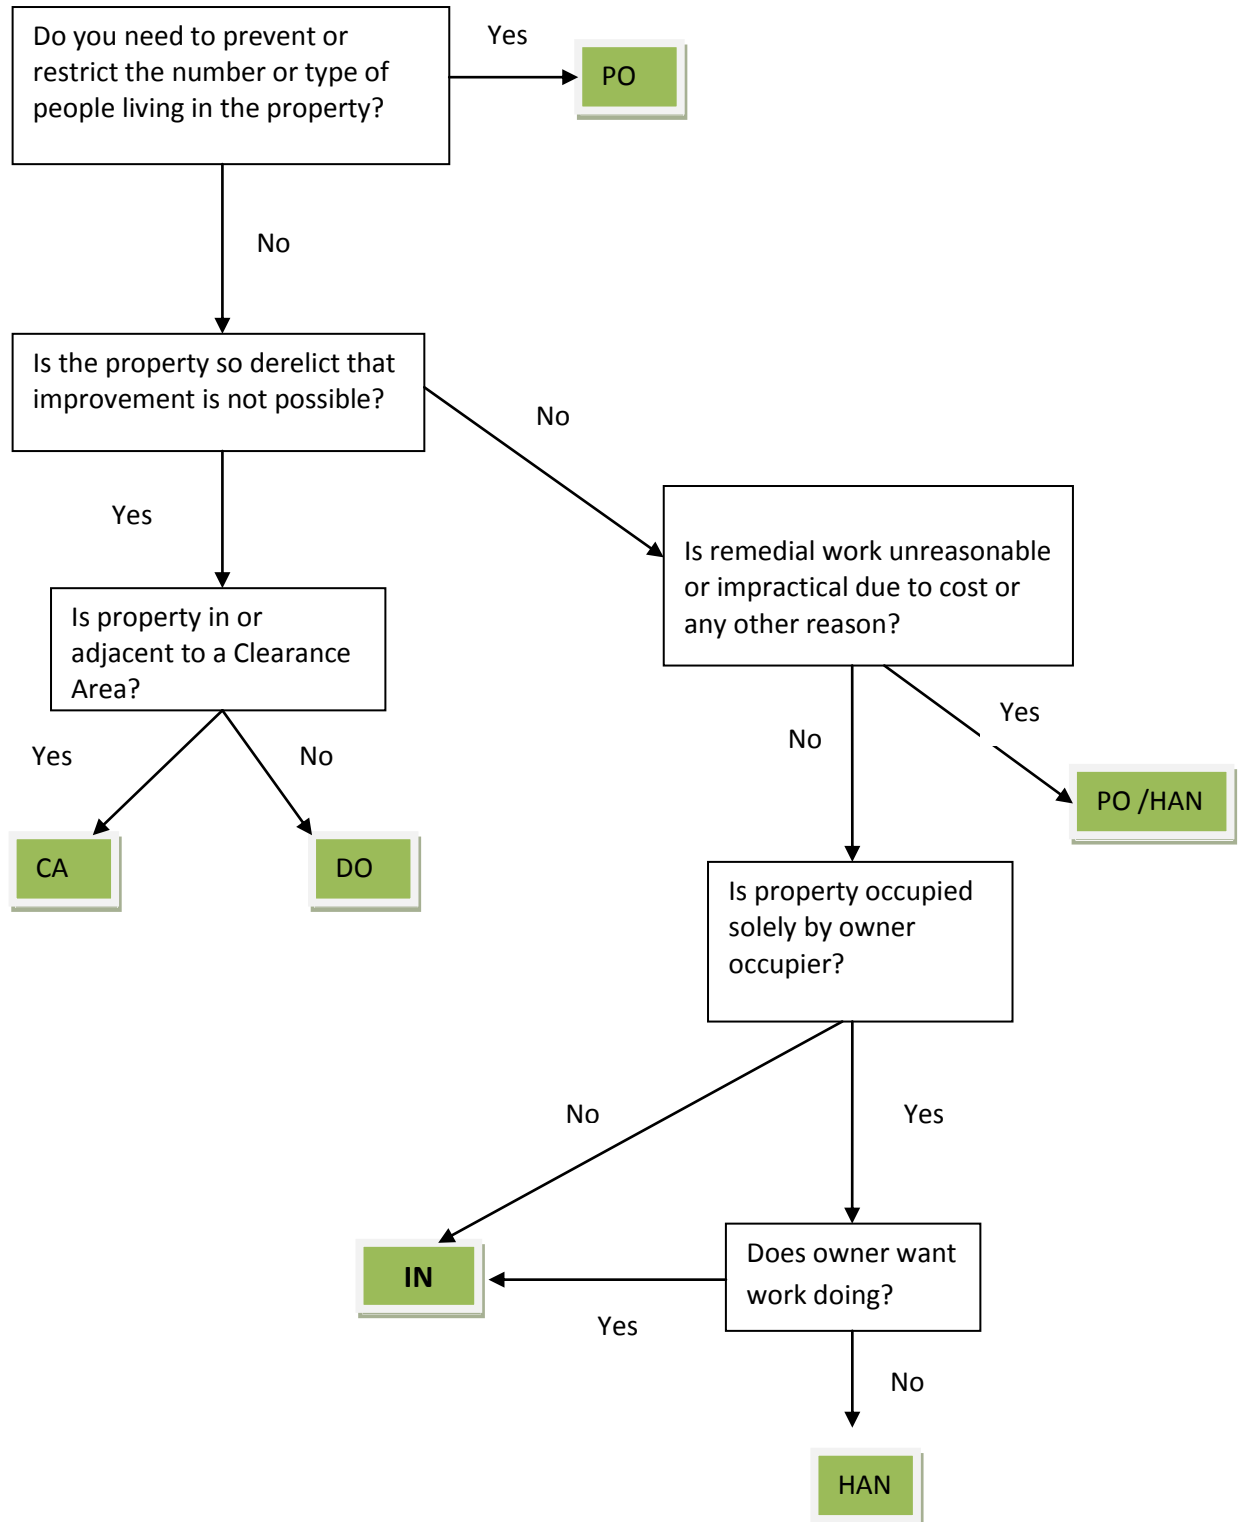 Do you need to prevent or
restrict the number or type of
people living in the property?
Yes
PO
No
Is the property so derelict that
improvement is not possible?
No
Yes
Is remedial work unreasonable
or impractical due to cost or
any other reason?
Is property in or
adjacent to a Clearance
Area?
Yes
No
No
Yes
CA
DO
PO /HAN
Is property occupied
solely by owner
occupier?
No
Yes
IN
Does owner want
work doing?
Yes
No
HAN